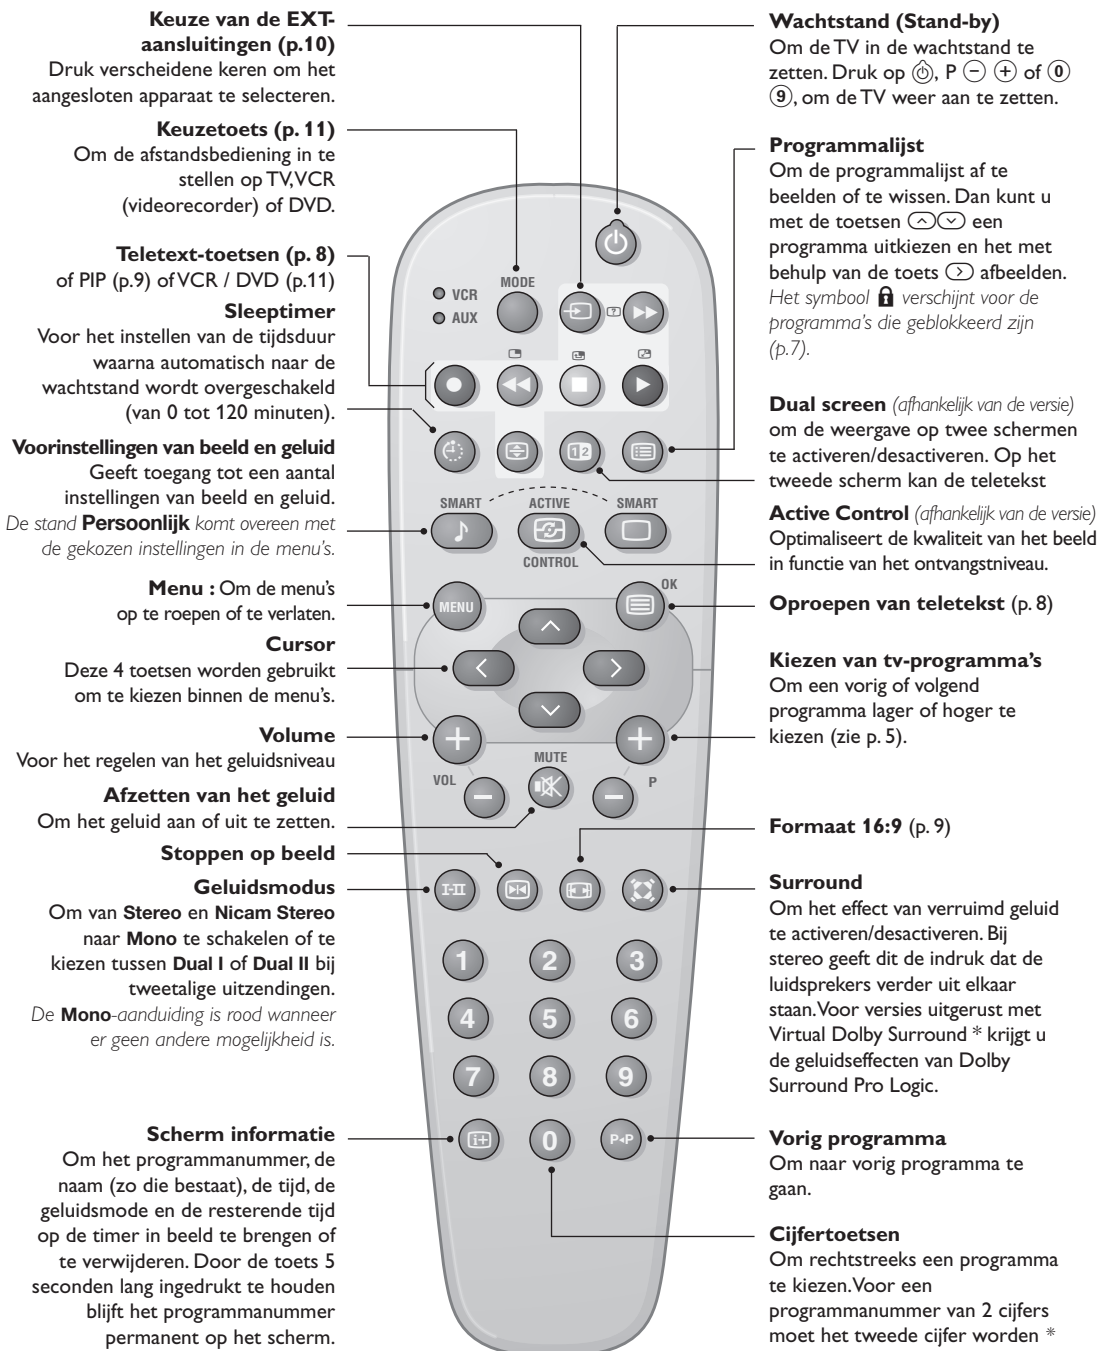 Keuze van de EXT-
aansluitingen (p.10)
Druk verscheidene keren om het
aangesloten apparaat te selecteren.
Keuzetoets (p. 11)
Om de afstandsbediening in te
stellen op TV, VCR
(videorecorder) of DVD.
Teletext-toetsen (p. 8)
of PIP (p.9) of VCR / DVD (p.11)
Sleeptimer
Voor het instellen van de tijdsduur
waarna automatisch naar de
wachtstand wordt overgeschakeld
(van 0 tot 120 minuten).
Voorinstellingen van beeld en geluid
Geeft toegang tot een aantal
instellingen van beeld en geluid.
De stand Persoonlijk komt overeen met
de gekozen instellingen in de menu's.
Menu : Om de menu's
op te roepen of te verlaten.
Cursor
Deze 4 toetsen worden gebruikt
om te kiezen binnen de menu's.
Volume
Voor het regelen van het geluidsniveau
Afzetten van het geluid
Om het geluid aan of uit te zetten.
Stoppen op beeld
Geluidsmodus
Om van Stereo en Nicam Stereo
naar Mono te schakelen of te
kiezen tussen Dual I of Dual II bij
tweetalige uitzendingen.
De Mono-aanduiding is rood wanneer
er geen andere mogelijkheid is.
Scherm informatie
Om het programmanummer, de
naam (zo die bestaat), de tijd, de
geluidsmode en de resterende tijd
op de timer in beeld te brengen of
te verwijderen. Door de toets 5
seconden lang ingedrukt te houden
blijft het programmanummer
permanent op het scherm.
MODE
VCR
AUX
?
1 2
SMART
ACTIVE
SMART
CONTROL
MENU
OK
VOL
MUTE
P
I-II
1
2
3
4
5
6
7
8
9
i+
0
P◂P
Wachtstand (Stand-by)
Om de TV in de wachtstand te
zetten. Druk op ⏻, P − + of 0
9, om de TV weer aan te zetten.
Programmalijst
Om de programmalijst af te
beelden of te wissen. Dan kunt u
met de toetsen ^ ⌄ een
programma uitkiezen en het met
behulp van de toets > afbeelden.
Het symbool 🔒 verschijnt voor de
programma's die geblokkeerd zijn
(p.7).
Dual screen (afhankelijk van de versie)
om de weergave op twee schermen
te activeren/desactiveren. Op het
tweede scherm kan de teletekst
Active Control (afhankelijk van de versie)
Optimaliseert de kwaliteit van het beeld
in functie van het ontvangstniveau.
Oproepen van teletekst (p. 8)
Kiezen van tv-programma's
Om een vorig of volgend
programma lager of hoger te
kiezen (zie p. 5).
Formaat 16:9 (p. 9)
Surround
Om het effect van verruimd geluid
te activeren/desactiveren. Bij
stereo geeft dit de indruk dat de
luidsprekers verder uit elkaar
staan. Voor versies uitgerust met
Virtual Dolby Surround * krijgt u
de geluidseffecten van Dolby
Surround Pro Logic.
Vorig programma
Om naar vorig programma te
gaan.
Cijfertoetsen
Om rechtstreeks een programma
te kiezen. Voor een
programmanummer van 2 cijfers
moet het tweede cijfer worden *